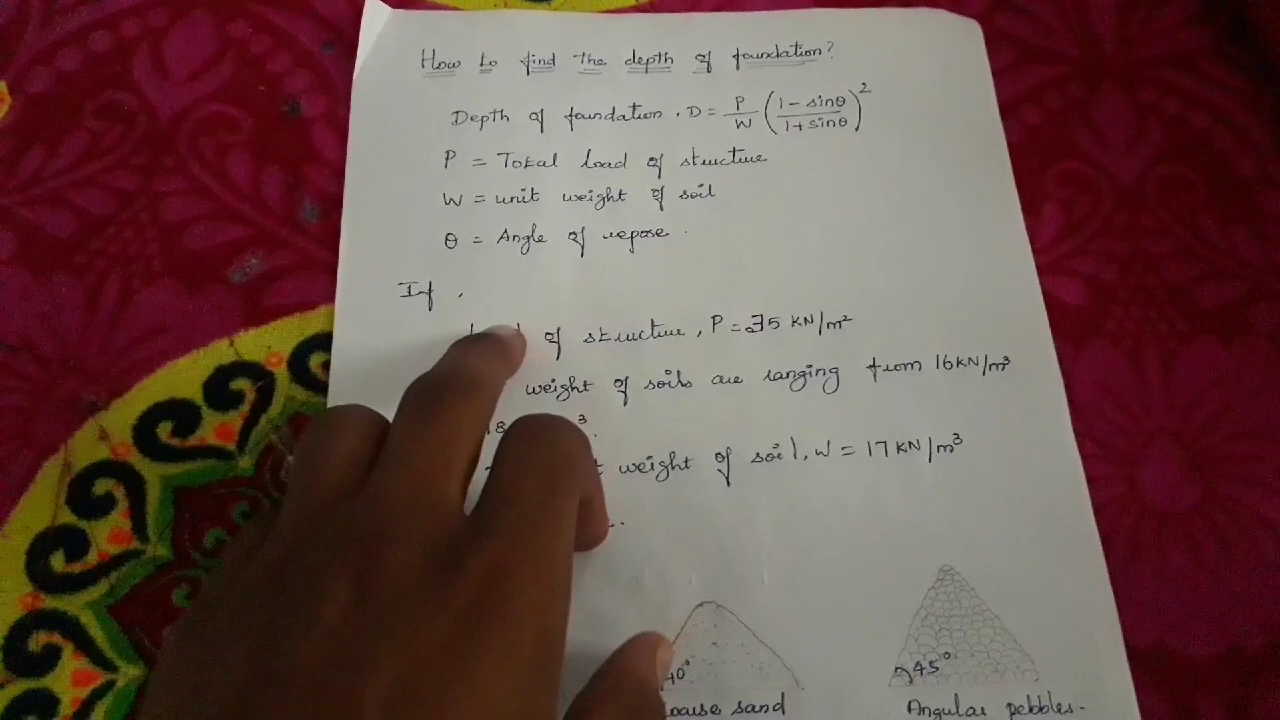 How to find the depth of foundation?
Depth of foundation, D = P/W (1 - sinθ / 1 + sinθ)²
P = Total load of structure
W = unit weight of soil
θ = Angle of repose.
If,
of structure, P = 75 KN/m²
weight of soils are ranging from 16KN/m³
18
weight of soil, W = 17 KN/m³
40° 45°
sand Angular pebbles.